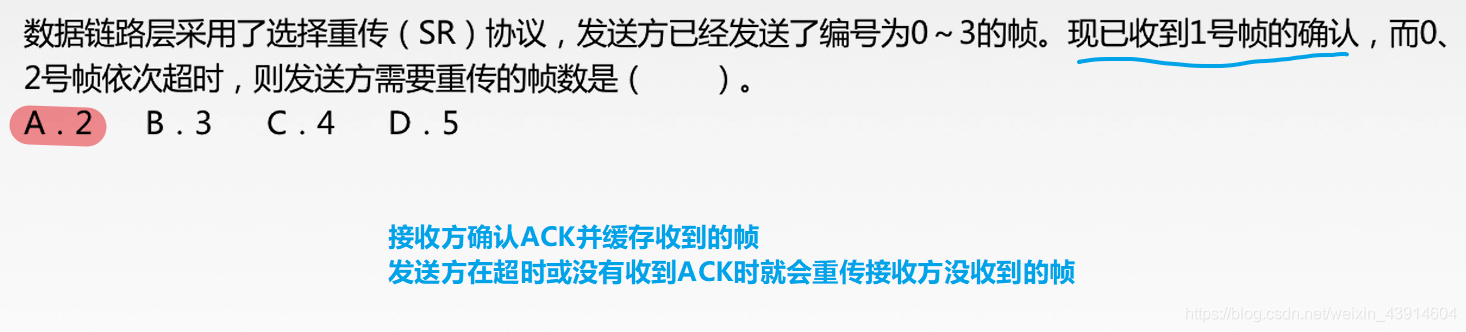 数据链路层采用了选择重传（SR）协议，发送方已经发送了编号为0～3的帧。现已收到1号帧的确认，而0、
2号帧依次超时，则发送方需要重传的帧数是（　　）。
A．2　B．3　C．4　D．5
接收方确认ACK并缓存收到的帧
发送方在超时或没有收到ACK时就会重传接收方没收到的帧
https://blog.csdn.net/weixin_43914604